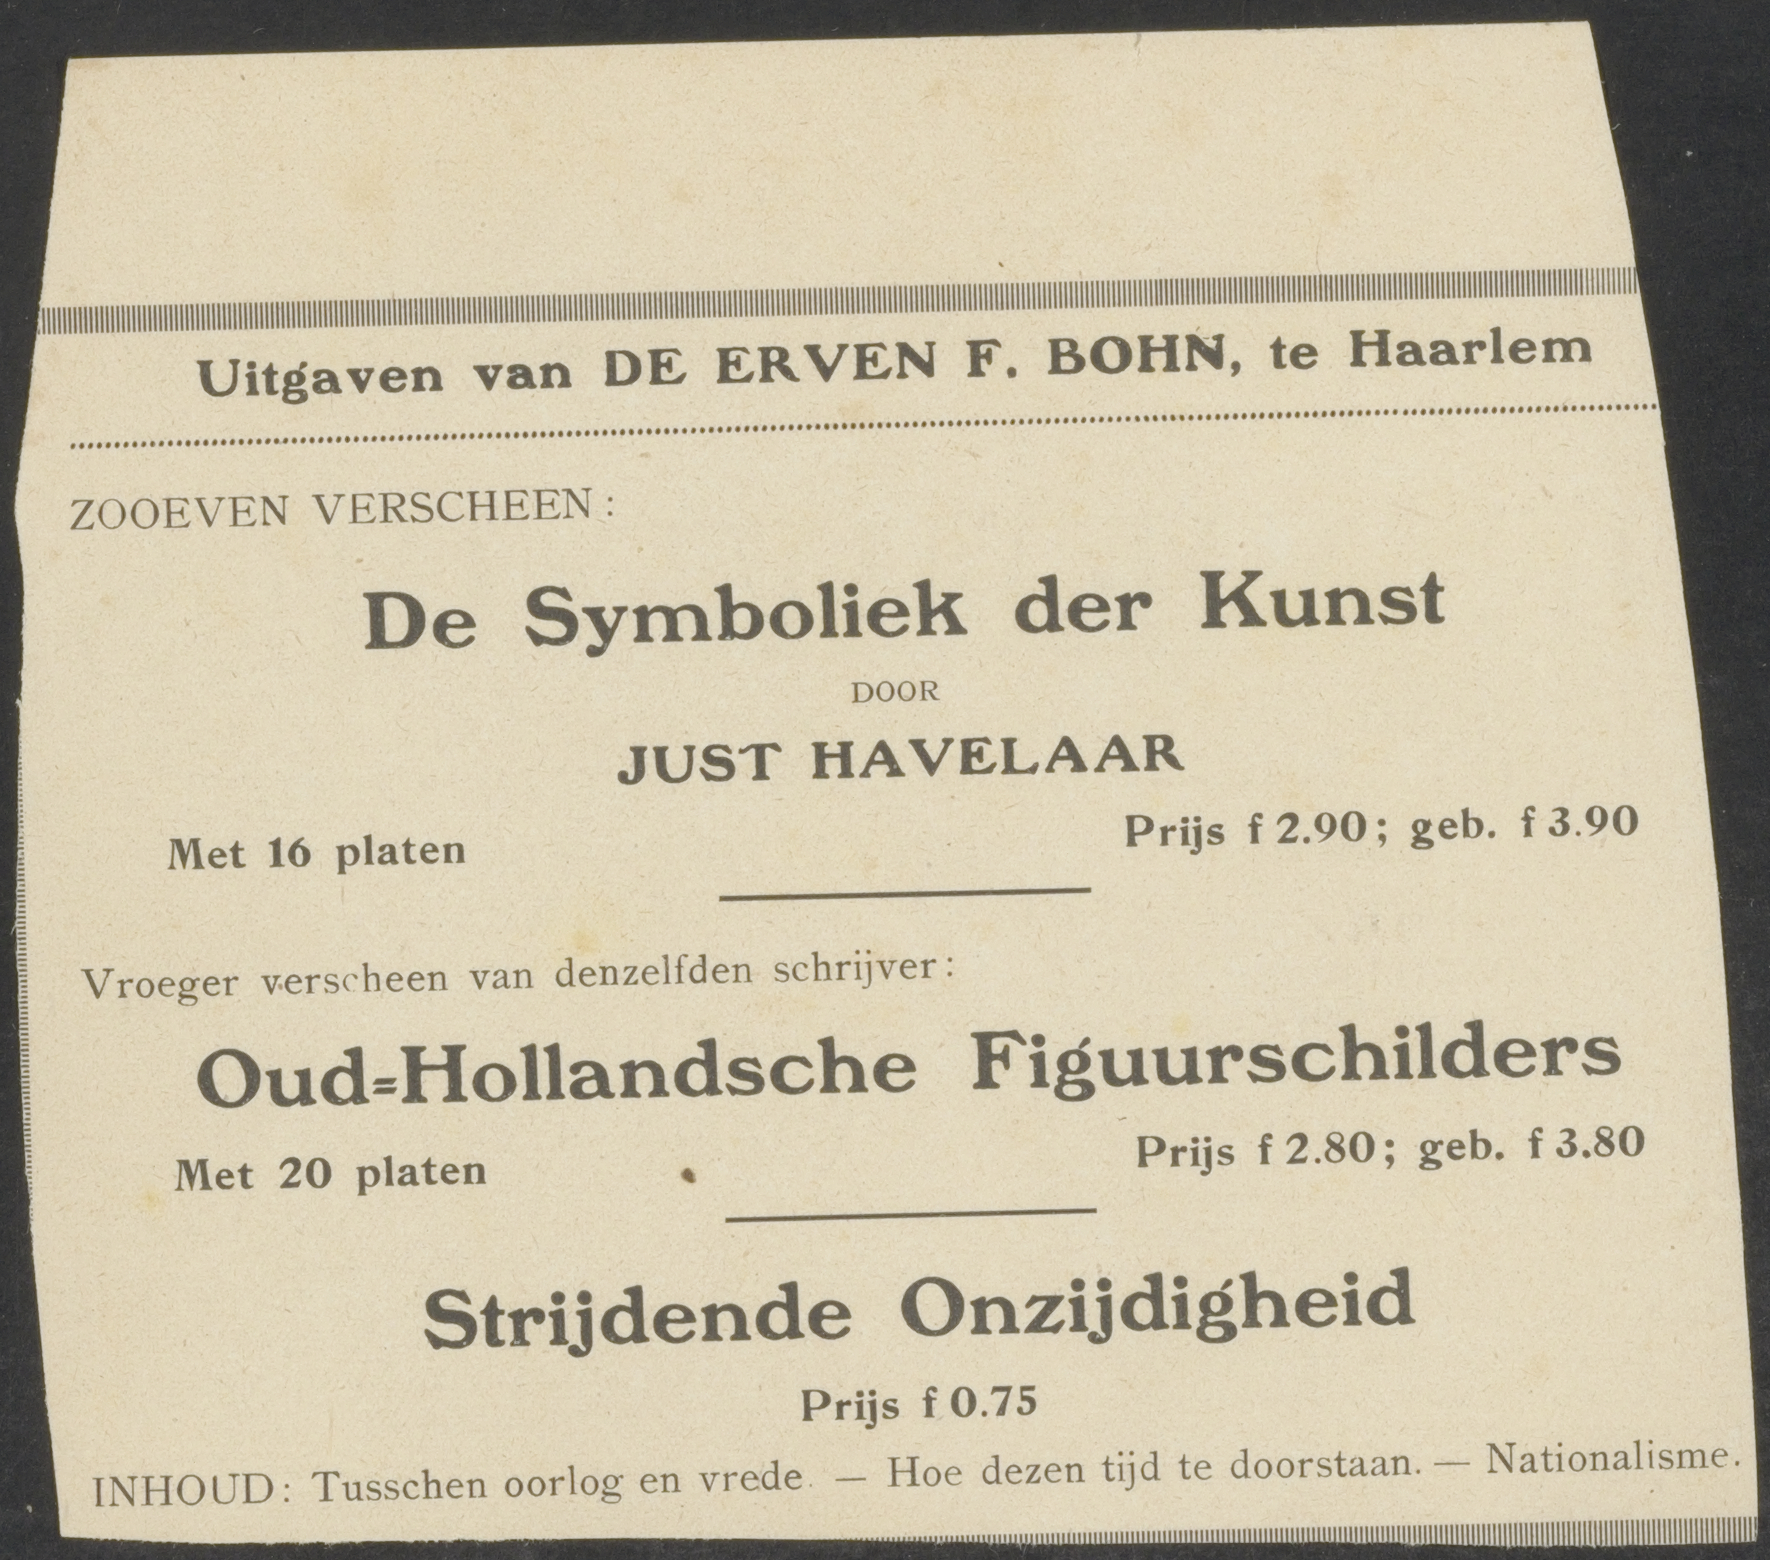 Uitgaven van DE ERVEN F. BOHN, te Haarlem
ZOOEVEN VERSCHEEN:
De Symboliek der Kunst
DOOR
JUST HAVELAAR
Met 16 platen Prijs f 2.90; geb. f 3.90
Vroeger verscheen van denzelfden schrijver:
Oud=Hollandsche Figuurschilders
Met 20 platen Prijs f 2.80; geb. f 3.80
Strijdende Onzijdigheid
Prijs f 0.75
INHOUD: Tusschen oorlog en vrede. — Hoe dezen tijd te doorstaan. — Nationalisme.